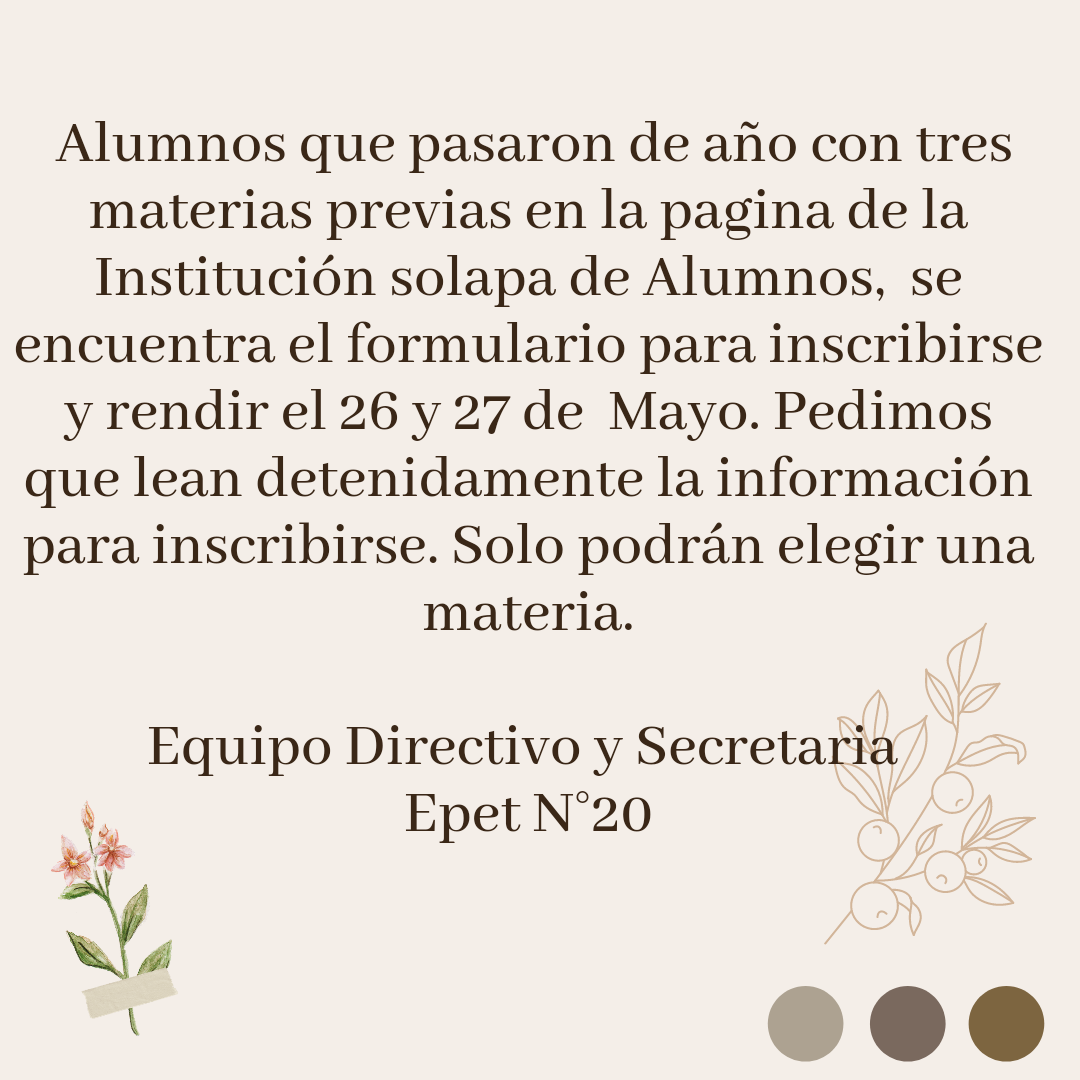 Alumnos que pasaron de año con tres
materias previas en la pagina de la
Institución solapa de Alumnos,  se
encuentra el formulario para inscribirse
y rendir el 26 y 27 de  Mayo. Pedimos
que lean detenidamente la información
para inscribirse. Solo podrán elegir una
materia.
Equipo Directivo y Secretaria
Epet N°20